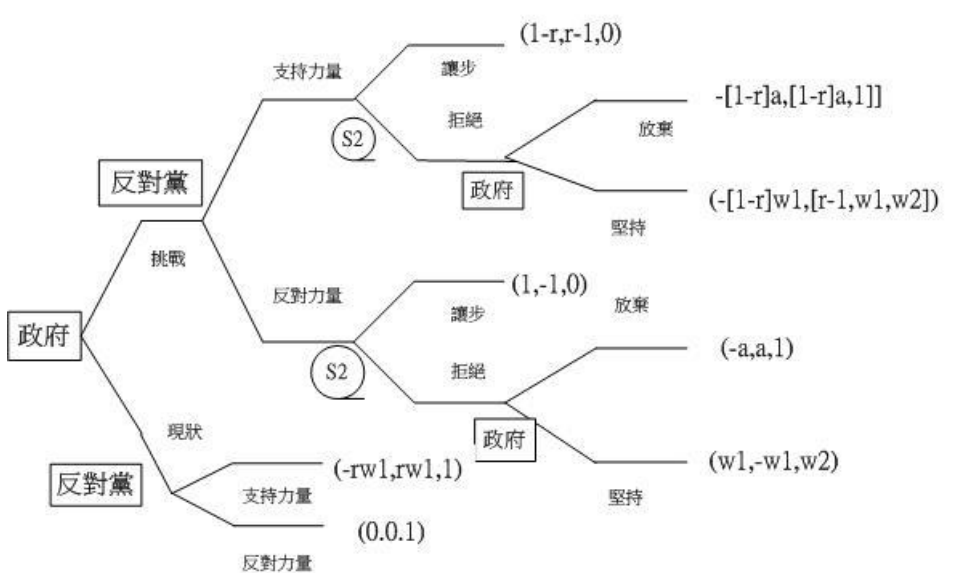 (1-r,r-1,0)
支持力量
讓步
-[1-r]a,[1-r]a,1]]
拒絕
放棄
S2
反對黨
政府
(-[1-r]w1,[r-1,w1,w2])
堅持
挑戰
反對力量
(1,-1,0)
放棄
讓步
政府
(-a,a,1)
S2
拒絕
現狀
政府
(w1,-w1,w2)
反對黨
(-rw1,rw1,1)
支持力量
堅持
(0.0.1)
反對力量